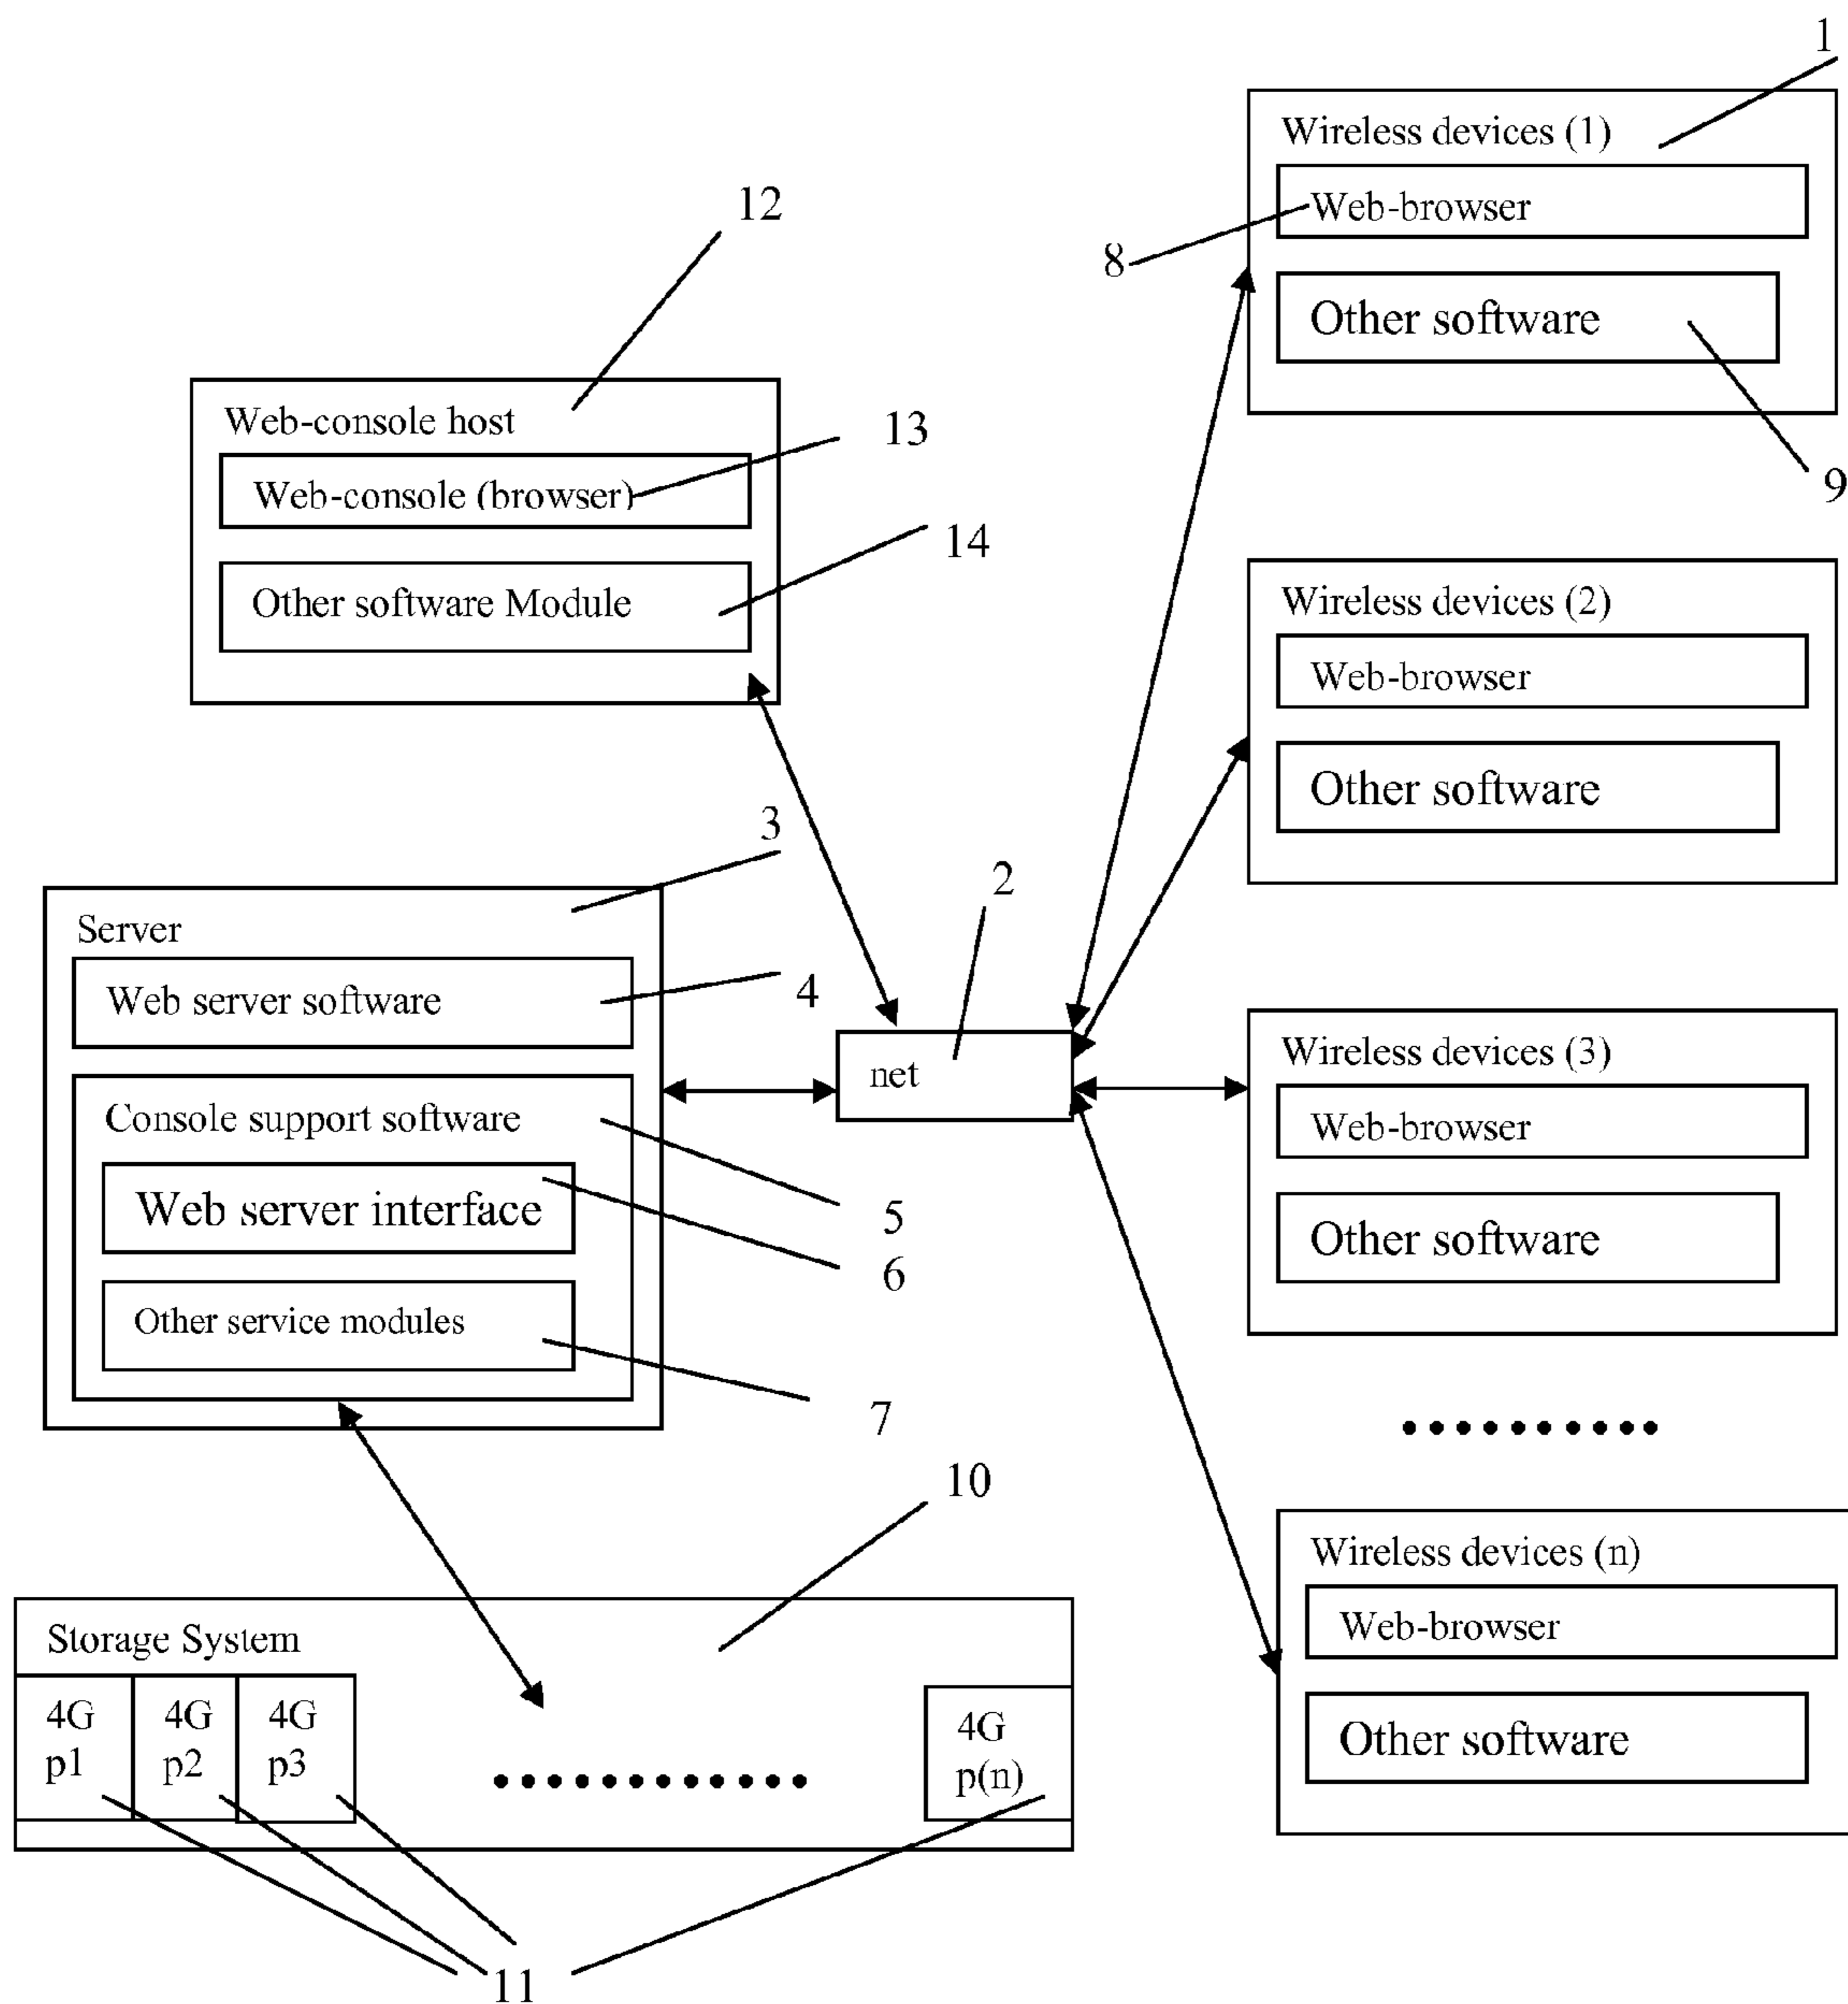 1
Wireless devices (1)
Web-browser
8
Other software
9
12
Web-console host
13
Web-console (browser)
14
Other software Module
Wireless devices (2)
Web-browser
Other software
3
Server
4
Web server software
Console support software
5
Web server interface
6
Other service modules
7
2
net
Wireless devices (3)
Web-browser
Other software
10
Storage System
4G
p1
4G
p2
4G
p3
4G
p(n)
11
Wireless devices (n)
Web-browser
Other software